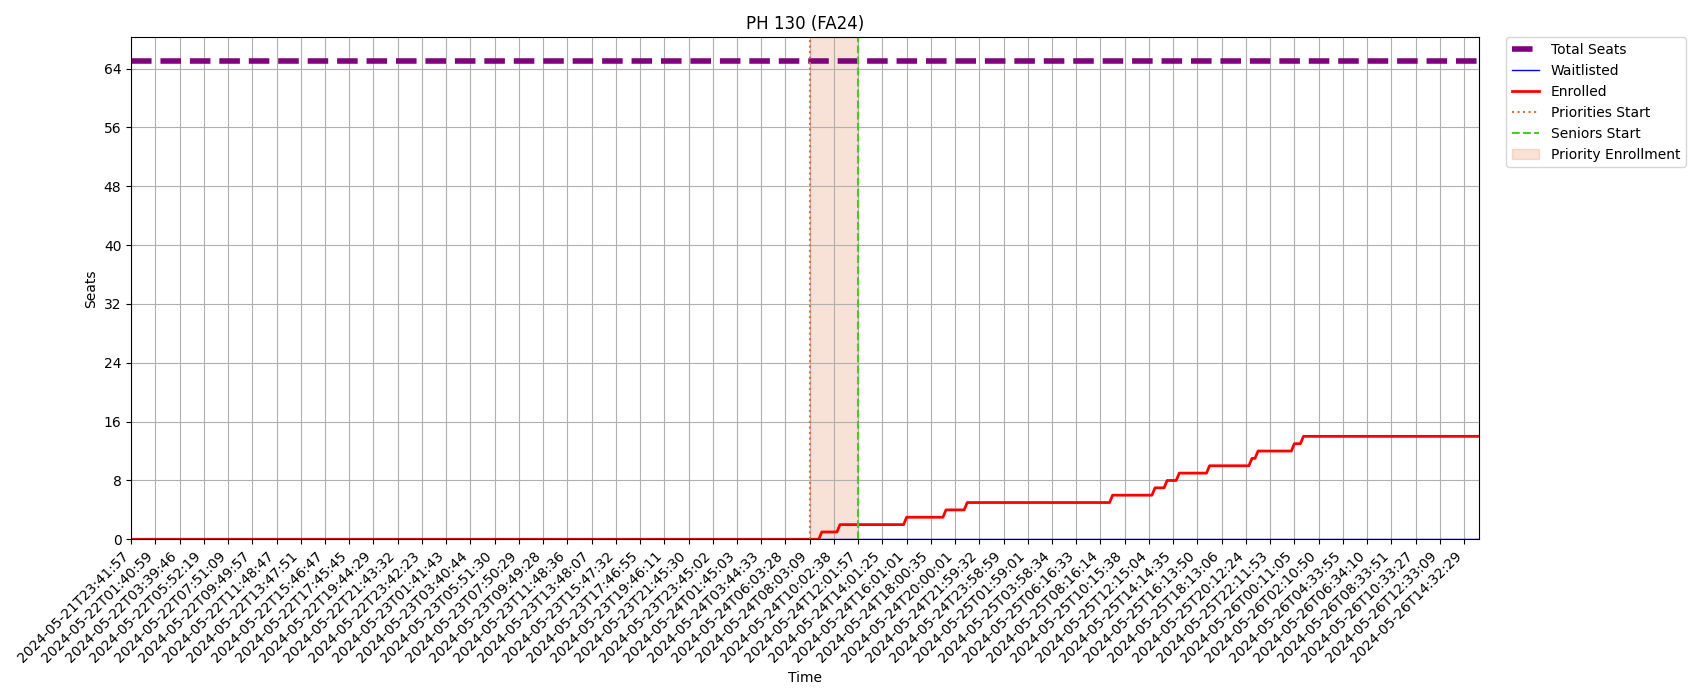 PH 130 (FA24)
Total Seats
Waitlisted
Enrolled
Priorities Start
Seniors Start
Priority Enrollment
Seats
64
56
48
40
32
24
16
8
0
2024-05-21T23:41:57
2024-05-22T01:40:59
2024-05-22T03:39:46
2024-05-22T05:52:19
2024-05-22T07:51:09
2024-05-22T09:49:57
2024-05-22T11:48:47
2024-05-22T13:47:51
2024-05-22T15:46:47
2024-05-22T17:45:45
2024-05-22T19:44:29
2024-05-22T21:43:32
2024-05-22T23:42:23
2024-05-23T01:41:43
2024-05-23T03:40:44
2024-05-23T05:51:30
2024-05-23T07:50:29
2024-05-23T09:49:28
2024-05-23T11:48:36
2024-05-23T13:48:07
2024-05-23T15:47:32
2024-05-23T17:46:55
2024-05-23T19:46:11
2024-05-23T21:45:30
2024-05-23T23:45:02
2024-05-24T01:45:03
2024-05-24T03:44:33
2024-05-24T06:03:28
2024-05-24T08:03:09
2024-05-24T10:02:38
2024-05-24T12:01:57
2024-05-24T14:01:25
2024-05-24T16:01:01
2024-05-24T18:00:35
2024-05-24T20:00:01
2024-05-24T21:59:32
2024-05-24T23:58:59
2024-05-25T01:59:01
2024-05-25T03:58:34
2024-05-25T06:16:33
2024-05-25T08:16:14
2024-05-25T10:15:38
2024-05-25T12:15:04
2024-05-25T14:14:35
2024-05-25T16:13:50
2024-05-25T18:13:06
2024-05-25T20:12:24
2024-05-25T22:11:53
2024-05-26T00:11:05
2024-05-26T02:10:50
2024-05-26T04:33:55
2024-05-26T06:34:10
2024-05-26T08:33:51
2024-05-26T10:33:27
2024-05-26T12:33:09
2024-05-26T14:32:29
Time